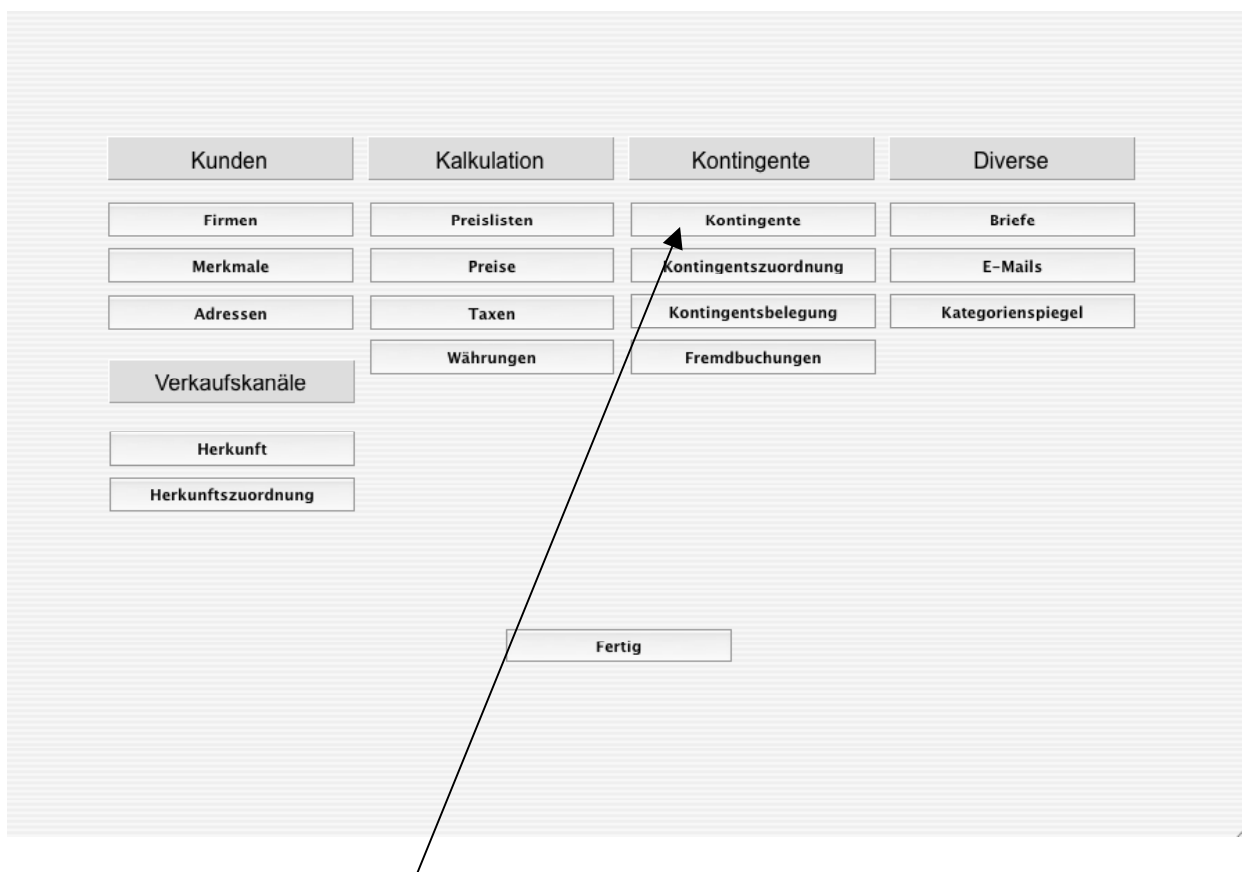 Kunden Kalkulation Kontingente Diverse
Firmen Preislisten Kontingente Briefe
Merkmale Preise Kontingentszuordnung E-Mails
Adressen Taxen Kontingentsbelegung Kategorienspiegel
Währungen Fremdbuchungen
Verkaufskanäle
Herkunft
Herkunftszuordnung
Fertig